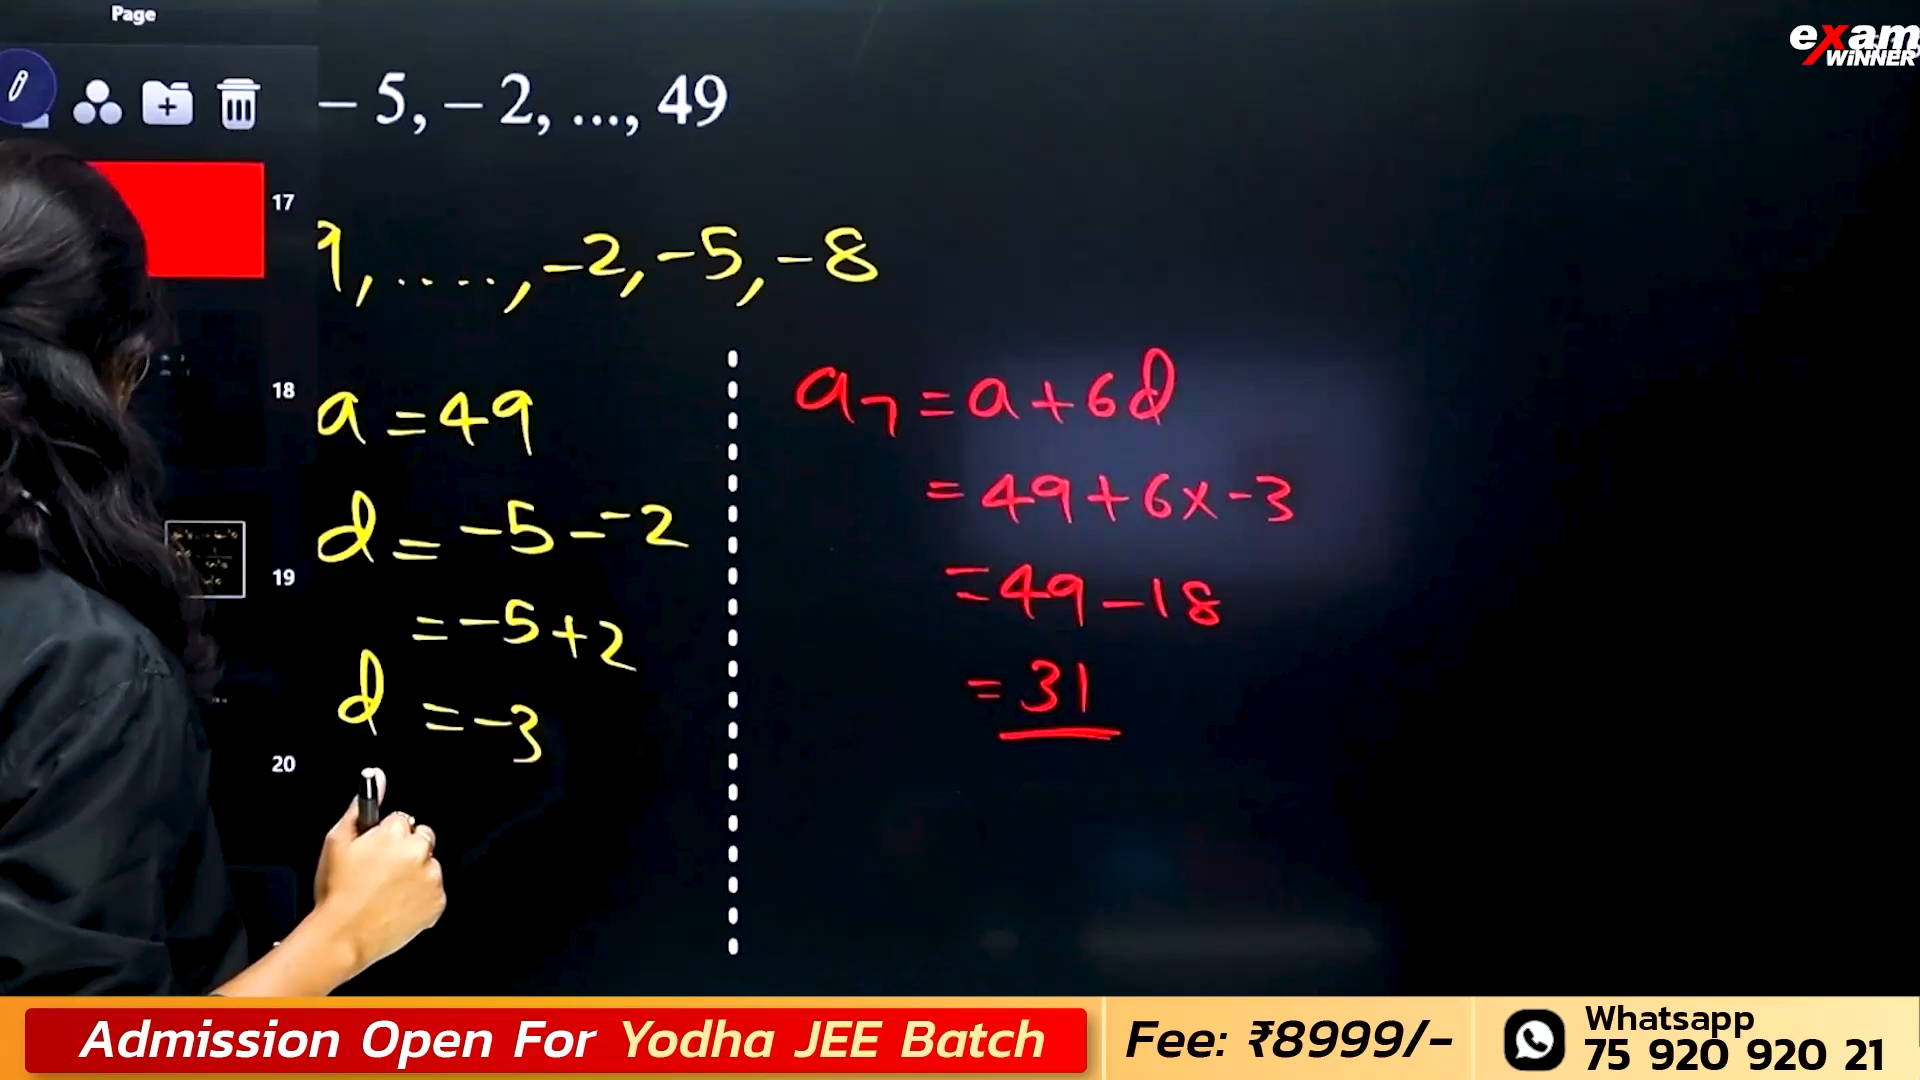 Page
exam
WiNNER
– 5, – 2, ..., 49
17
9, ...., -2, -5, -8
18
a = 49
d = -5 - -2
19
= -5+2
d = -3
20
a7 = a + 6d
= 49 + 6x-3
= 49 - 18
= 31
Admission Open For Yodha JEE Batch
Fee: ₹8999/-
Whatsapp
75 920 920 21